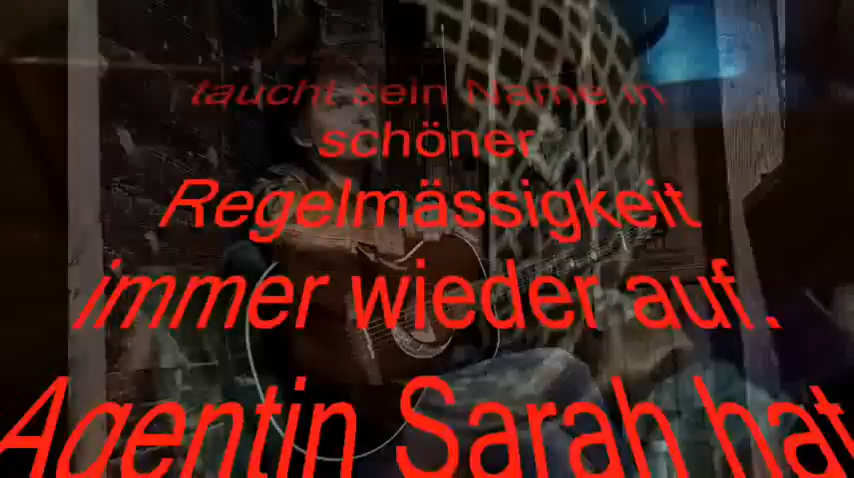 taucht sein Name in
schöner
Regelmässigkeit
immer wieder auf.
Agentin Sarah hat